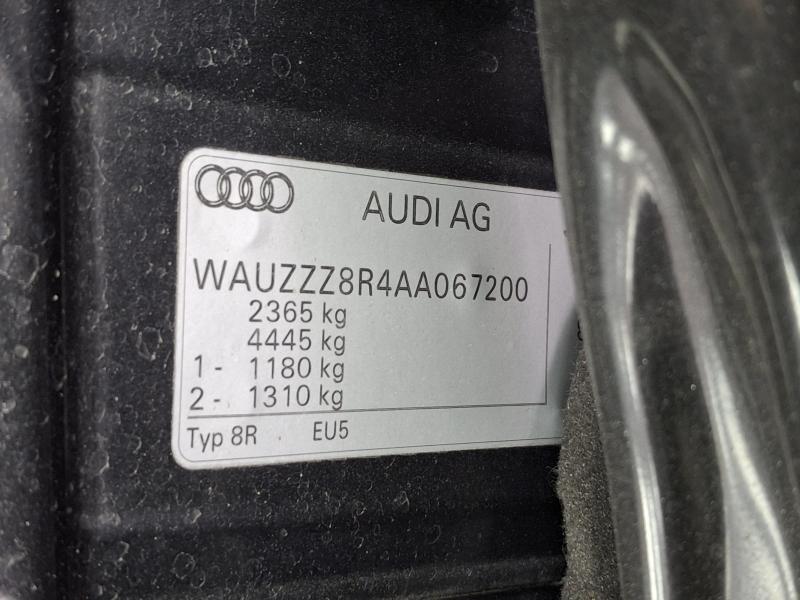 AUDI AG
WAUZZZ8R4AA067200
2365 kg
4445 kg
1 - 1180 kg
2 - 1310 kg
Typ 8R EU5